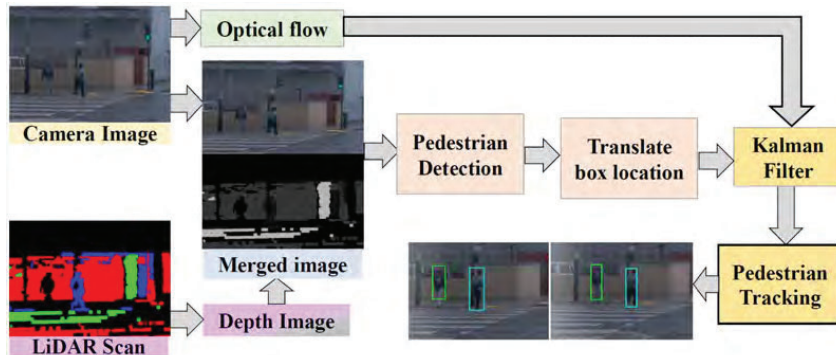 Optical flow
Camera Image
Pedestrian
Detection
Translate
box location
Kalman
Filter
Merged image
LiDAR Scan
Depth Image
Pedestrian
Tracking